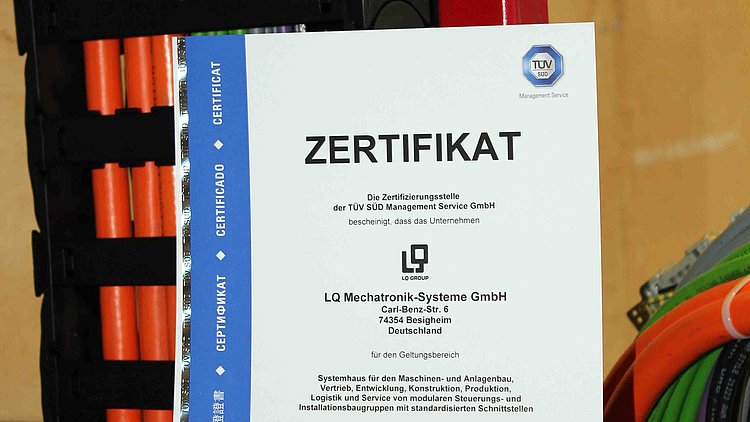 TÜV
SÜD
Management Service
ZERTIFIKAT
Die Zertifizierungsstelle
der TÜV SÜD Management Service GmbH
bescheinigt, dass das Unternehmen
LQ
LQ GROUP
LQ Mechatronik-Systeme GmbH
Carl-Benz-Str. 6
74354 Besigheim
Deutschland
für den Geltungsbereich
Systemhaus für den Maschinen- und Anlagenbau,
Vertrieb, Entwicklung, Konstruktion, Produktion,
Logistik und Service von modularen Steuerungs- und
Installationsbaugruppen mit standardisierten Schnittstellen
證書 ◆ СЕРТИФИКАТ ◆ CERTIFICADO ◆ CERTIFICAT